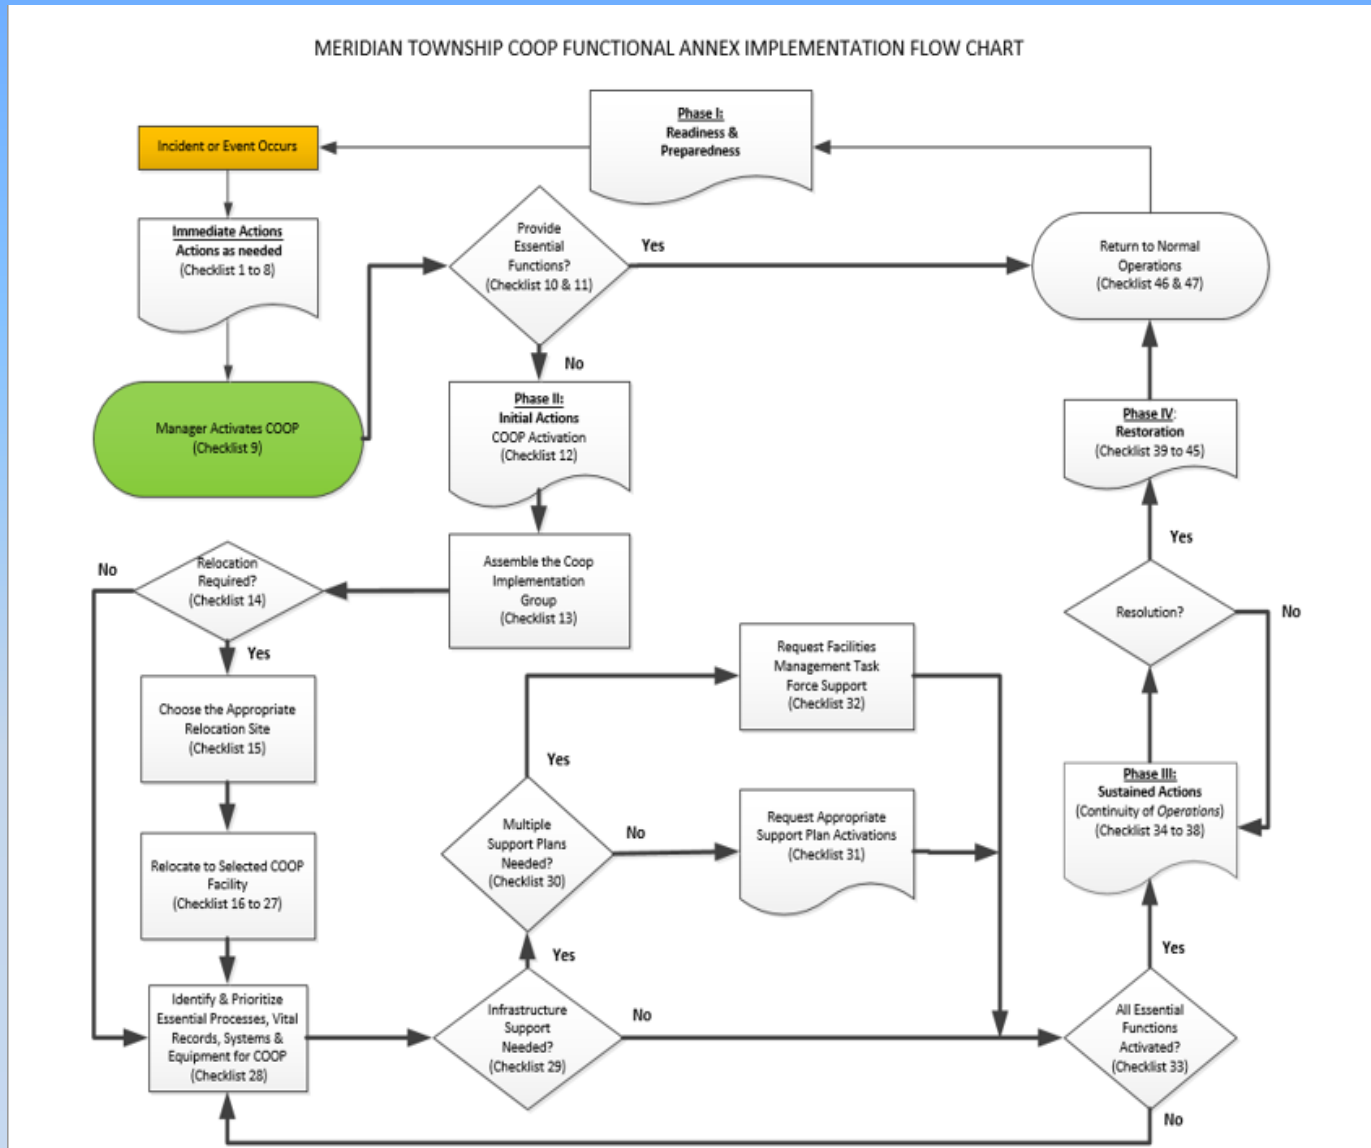 MERIDIAN TOWNSHIP COOP FUNCTIONAL ANNEX IMPLEMENTATION FLOW CHART
Phase I:
Readiness &
Preparedness
Incident or Event Occurs
Immediate Actions
Actions as needed
(Checklist 1 to 8)
Provide
Essential
Functions?
(Checklist 10 & 11)
Yes
Return to Normal
Operations
(Checklist 46 & 47)
No
Manager Activates COOP
(Checklist 9)
Phase II:
Initial Actions
COOP Activation
(Checklist 12)
Phase IV:
Restoration
(Checklist 39 to 45)
Yes
Assemble the Coop
Implementation
Group
(Checklist 13)
No
Relocation
Required?
(Checklist 14)
Yes
Resolution?
No
Choose the Appropriate
Relocation Site
(Checklist 15)
Request Facilities
Management Task
Force Support
(Checklist 32)
Yes
Multiple
Support Plans
Needed?
(Checklist 30)
No
Request Appropriate
Support Plan Activations
(Checklist 31)
Phase III:
Sustained Actions
(Continuity of Operations)
(Checklist 34 to 38)
Relocate to Selected COOP
Facility
(Checklist 16 to 27)
Yes
Yes
Identify & Prioritize
Essential Processes, Vital
Records, Systems &
Equipment for COOP
(Checklist 28)
Infrastructure
Support
Needed?
(Checklist 29)
No
All Essential
Functions
Activated?
(Checklist 33)
No